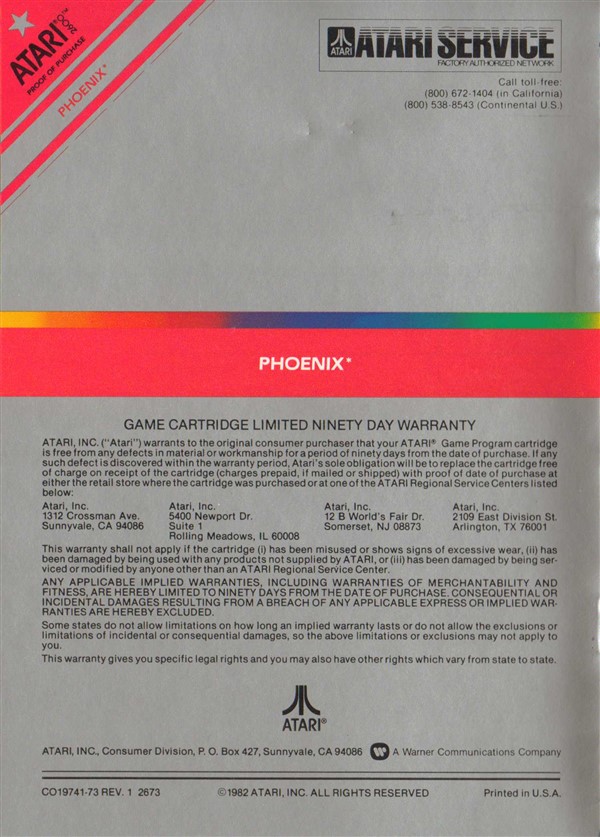 ATARI® 2600™
PROOF OF PURCHASE
PHOENIX*
ATARI
ATARI SERVICE
FACTORY AUTHORIZED NETWORK
Call toll-free:
(800) 672-1404 (in California)
(800) 538-8543 (Continental U.S.)
PHOENIX*
GAME CARTRIDGE LIMITED NINETY DAY WARRANTY
ATARI, INC. ("Atari") warrants to the original consumer purchaser that your ATARI® Game Program cartridge
is free from any defects in material or workmanship for a period of ninety days from the date of purchase. If any
such defect is discovered within the warranty period, Atari's sole obligation will be to replace the cartridge free
of charge on receipt of the cartridge (charges prepaid, if mailed or shipped) with proof of date of purchase at
either the retail store where the cartridge was purchased or at one of the ATARI Regional Service Centers listed
below:
Atari, Inc.
1312 Crossman Ave.
Sunnyvale, CA 94086
Atari, Inc.
5400 Newport Dr.
Suite 1
Rolling Meadows, IL 60008
Atari, Inc.
12 B World's Fair Dr.
Somerset, NJ 08873
Atari, Inc.
2109 East Division St.
Arlington, TX 76001
This warranty shall not apply if the cartridge (i) has been misused or shows signs of excessive wear, (ii) has
been damaged by being used with any products not supplied by ATARI, or (iii) has been damaged by being ser-
viced or modified by anyone other than an ATARI Regional Service Center.
ANY APPLICABLE IMPLIED WARRANTIES, INCLUDING WARRANTIES OF MERCHANTABILITY AND
FITNESS, ARE HEREBY LIMITED TO NINETY DAYS FROM THE DATE OF PURCHASE. CONSEQUENTIAL OR
INCIDENTAL DAMAGES RESULTING FROM A BREACH OF ANY APPLICABLE EXPRESS OR IMPLIED WAR-
RANTIES ARE HEREBY EXCLUDED.
Some states do not allow limitations on how long an implied warranty lasts or do not allow the exclusions or
limitations of incidental or consequential damages, so the above limitations or exclusions may not apply to
you.
This warranty gives you specific legal rights and you may also have other rights which vary from state to state.
ATARI®
ATARI, INC., Consumer Division, P. O. Box 427, Sunnyvale, CA 94086 A Warner Communications Company
CO19741-73 REV. 1 2673 ©1982 ATARI, INC. ALL RIGHTS RESERVED Printed in U.S.A.